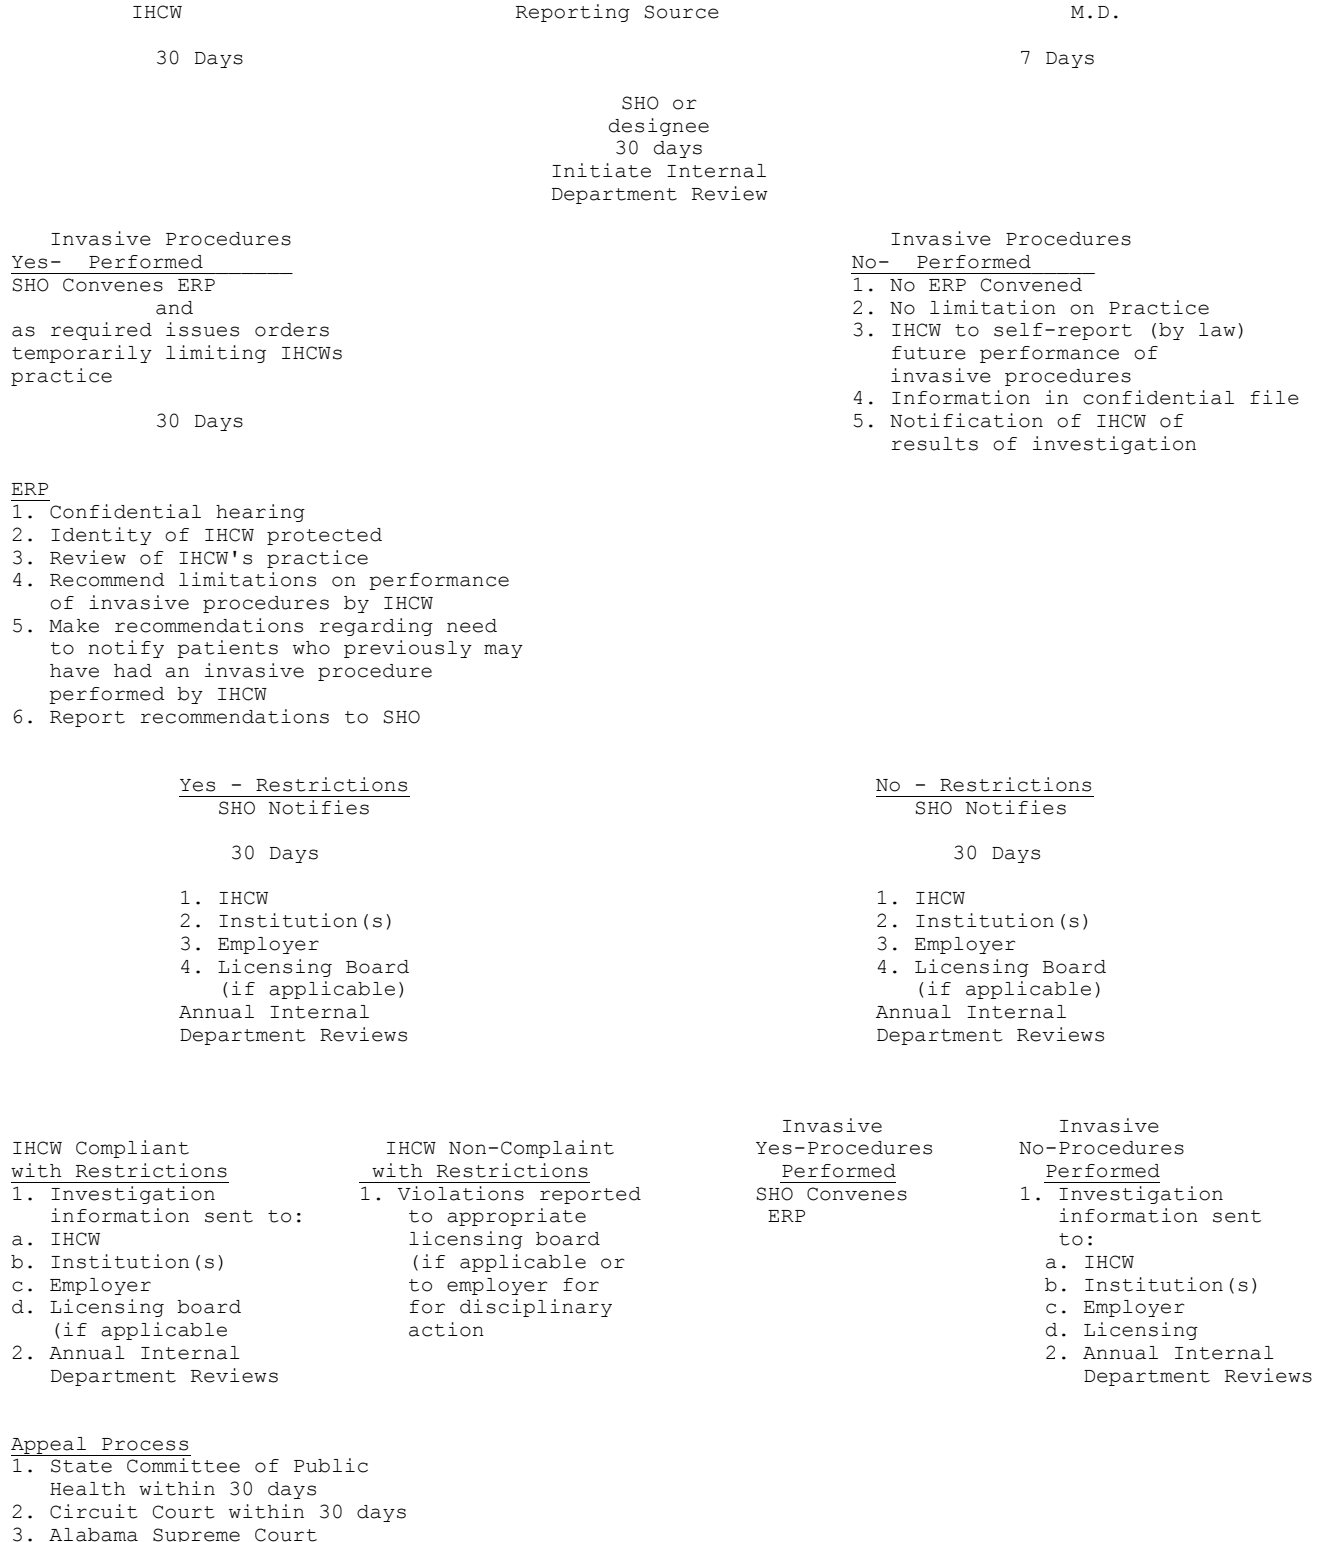 IHCW Reporting Source M.D.
30 Days 7 Days
SHO or
designee
30 days
Initiate Internal
Department Review
Invasive Procedures
Yes- Performed
SHO Convenes ERP
and
as required issues orders
temporarily limiting IHCWs
practice
30 Days
Invasive Procedures
No- Performed
1. No ERP Convened
2. No limitation on Practice
3. IHCW to self-report (by law)
future performance of
invasive procedures
4. Information in confidential file
5. Notification of IHCW of
results of investigation
ERP
1. Confidential hearing
2. Identity of IHCW protected
3. Review of IHCW's practice
4. Recommend limitations on performance
of invasive procedures by IHCW
5. Make recommendations regarding need
to notify patients who previously may
have had an invasive procedure
performed by IHCW
6. Report recommendations to SHO
Yes - Restrictions
SHO Notifies
30 Days
1. IHCW
2. Institution(s)
3. Employer
4. Licensing Board
(if applicable)
Annual Internal
Department Reviews
No - Restrictions
SHO Notifies
30 Days
1. IHCW
2. Institution(s)
3. Employer
4. Licensing Board
(if applicable)
Annual Internal
Department Reviews
IHCW Compliant
with Restrictions
1. Investigation
information sent to:
a. IHCW
b. Institution(s)
c. Employer
d. Licensing board
(if applicable
2. Annual Internal
Department Reviews
IHCW Non-Complaint
with Restrictions
1. Violations reported
to appropriate
licensing board
(if applicable or
to employer for
for disciplinary
action
Invasive
Yes-Procedures
Performed
SHO Convenes
ERP
Invasive
No-Procedures
Performed
1. Investigation
information sent
to:
a. IHCW
b. Institution(s)
c. Employer
d. Licensing
2. Annual Internal
Department Reviews
Appeal Process
1. State Committee of Public
Health within 30 days
2. Circuit Court within 30 days
3. Alabama Supreme Court